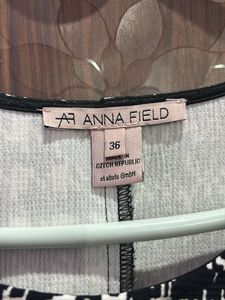 AF ANNA FIELD
36
MADE IN
CZECH REPUBLIC
zLabels GmbH